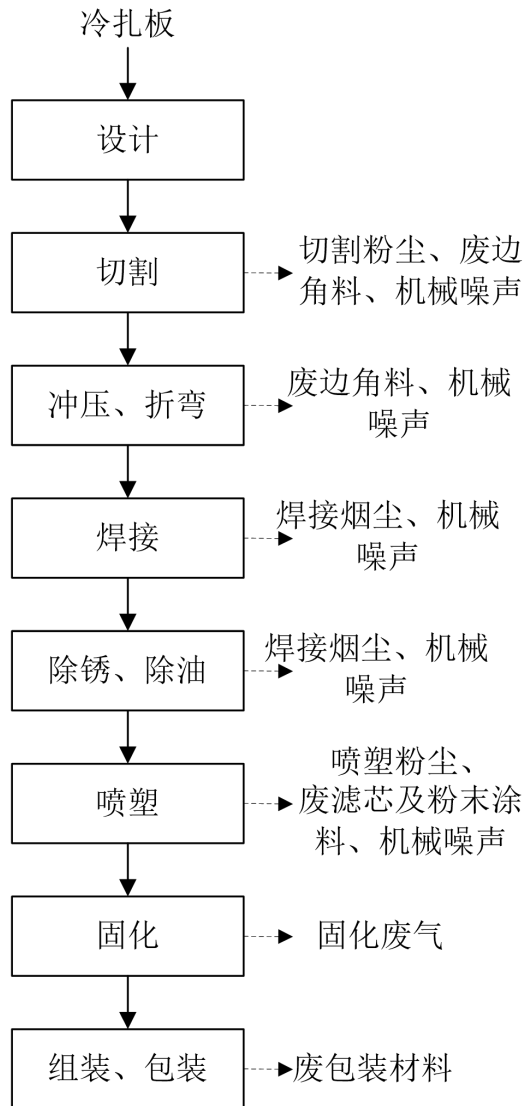 冷扎板
设计
切割
切割粉尘、废边
角料、机械噪声
冲压、折弯
废边角料、机械
噪声
焊接
焊接烟尘、机械
噪声
除锈、除油
焊接烟尘、机械
噪声
喷塑
喷塑粉尘、
废滤芯及粉末涂
料、机械噪声
固化
固化废气
组装、包装
废包装材料